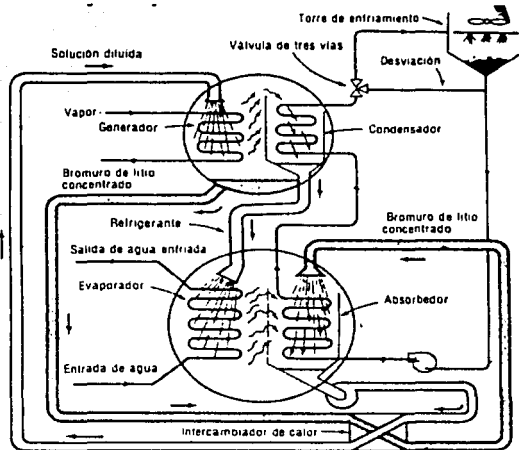 Torre de enfriamiento
Solución diluida
Válvula de tres vías
Desviación
Vapor
Generador
Condensador
Bromuro de litio
concentrado
Refrigerante
Bromuro de litio
concentrado
Salida de agua enfriada
Evaporador
Absorbedor
Entrada de agua
Intercambiador de calor